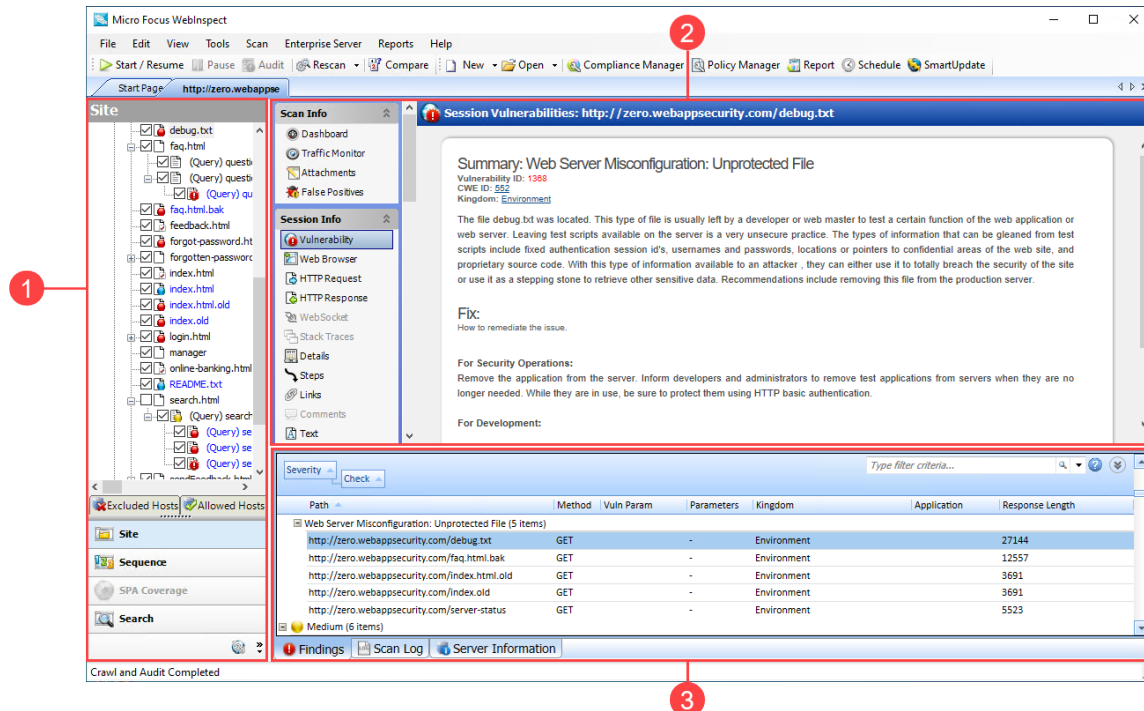 Micro Focus WebInspect
File Edit View Tools Scan Enterprise Server Reports Help
2
Start / Resume Pause Audit Rescan Compare New Open Compliance Manager Policy Manager Report Schedule SmartUpdate
Start Page http://zero.webappse
Site
debug.txt
faq.html
(Query) questi
(Query) questi
(Query) qu
faq.html.bak
feedback.html
forgot-password.ht
forgotten-password
index.html
index.html
index.html.old
index.old
login.html
manager
online-banking.html
README.txt
search.html
(Query) search
(Query) se
(Query) se
(Query) se
sendFeedback.html
Excluded Hosts Allowed Hosts
Site
Sequence
SPA Coverage
Search
1
Scan Info
Dashboard
Traffic Monitor
Attachments
False Positives
Session Info
Vulnerability
Web Browser
HTTP Request
HTTP Response
WebSocket
Stack Traces
Details
Steps
Links
Comments
Text
Session Vulnerabilities: http://zero.webappsecurity.com/debug.txt
Summary: Web Server Misconfiguration: Unprotected File
Vulnerability ID: 1368
CWE ID: 552
Kingdom: Environment
The file debug.txt was located. This type of file is usually left by a developer or web master to test a certain function of the web application or
web server. Leaving test scripts available on the server is a very unsecure practice. The types of information that can be gleaned from test
scripts include fixed authentication session id's, usernames and passwords, locations or pointers to confidential areas of the web site, and
proprietary source code. With this type of information available to an attacker , they can either use it to totally breach the security of the site
or use it as a stepping stone to retrieve other sensitive data. Recommendations include removing this file from the production server.
Fix:
How to remediate the issue.
For Security Operations:
Remove the application from the server. Inform developers and administrators to remove test applications from servers when they are no
longer needed. While they are in use, be sure to protect them using HTTP basic authentication.
For Development:
Severity
Check
Type filter criteria...
Path Method Vuln Param Parameters Kingdom Application Response Length
Web Server Misconfiguration: Unprotected File (5 items)
http://zero.webappsecurity.com/debug.txt GET - Environment 27144
http://zero.webappsecurity.com/faq.html.bak GET - Environment 12557
http://zero.webappsecurity.com/index.html.old GET - Environment 3691
http://zero.webappsecurity.com/index.old GET - Environment 3691
http://zero.webappsecurity.com/server-status GET - Environment 5523
Medium (6 items)
Findings Scan Log Server Information
Crawl and Audit Completed
3